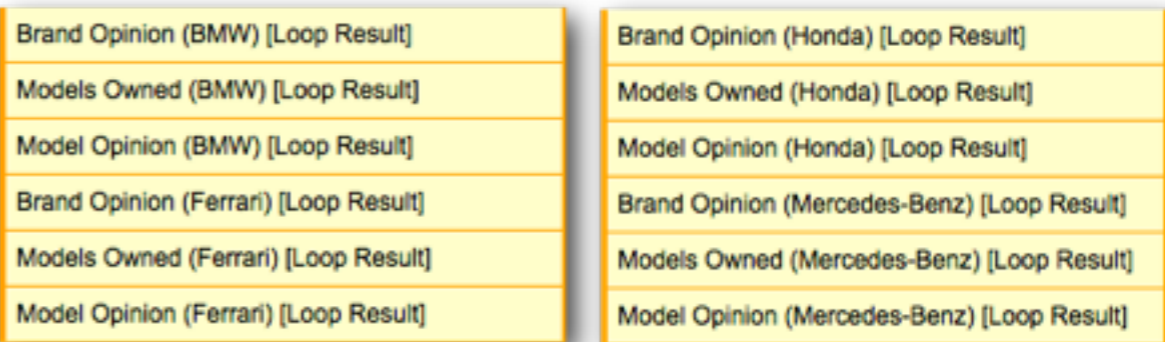 Brand Opinion (BMW) [Loop Result]
Models Owned (BMW) [Loop Result]
Model Opinion (BMW) [Loop Result]
Brand Opinion (Ferrari) [Loop Result]
Models Owned (Ferrari) [Loop Result]
Model Opinion (Ferrari) [Loop Result]
Brand Opinion (Honda) [Loop Result]
Models Owned (Honda) [Loop Result]
Model Opinion (Honda) [Loop Result]
Brand Opinion (Mercedes-Benz) [Loop Result]
Models Owned (Mercedes-Benz) [Loop Result]
Model Opinion (Mercedes-Benz) [Loop Result]